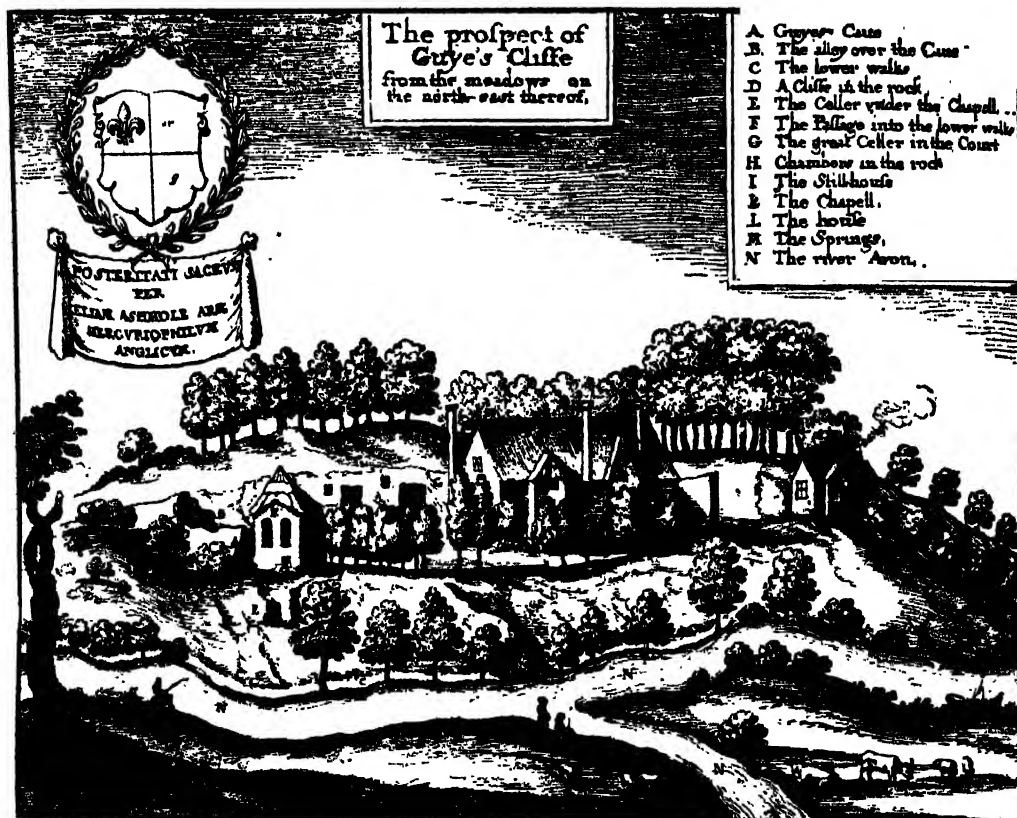 The proſpect of
Guye's Cliffe
from the meadows on
the north-east thereof,
A Guyes Caue
B. The alley over the Caue
C The lower walks
D A Cliffe in the rock
E The Celler vnder the Chapell
F The Paſſage into the lower walks
G The great Celler in the Court
H Chambers in the rock
I The Stillhouſe
K The Chapell.
L The houſe
M The Springs,
N The river Avon,
POSTERITATI SACRVM
PER
ELIAM ASHMOLE ARM
MERCVRIOPHILVM
ANGLICVM.
N
N
N